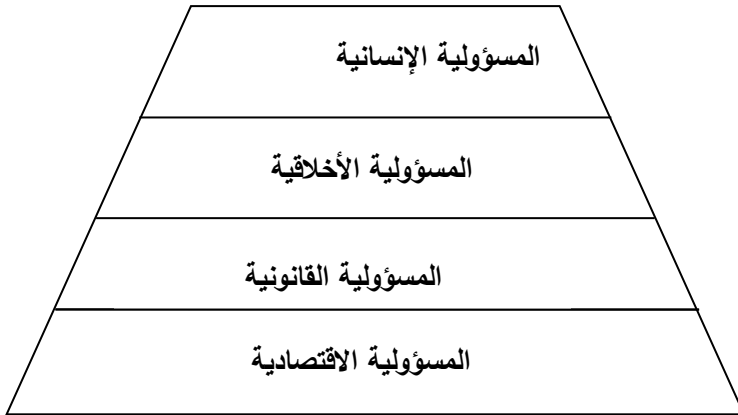 المسؤولية الإنسانية
المسؤولية الأخلاقية
المسؤولية القانونية
المسؤولية الاقتصادية